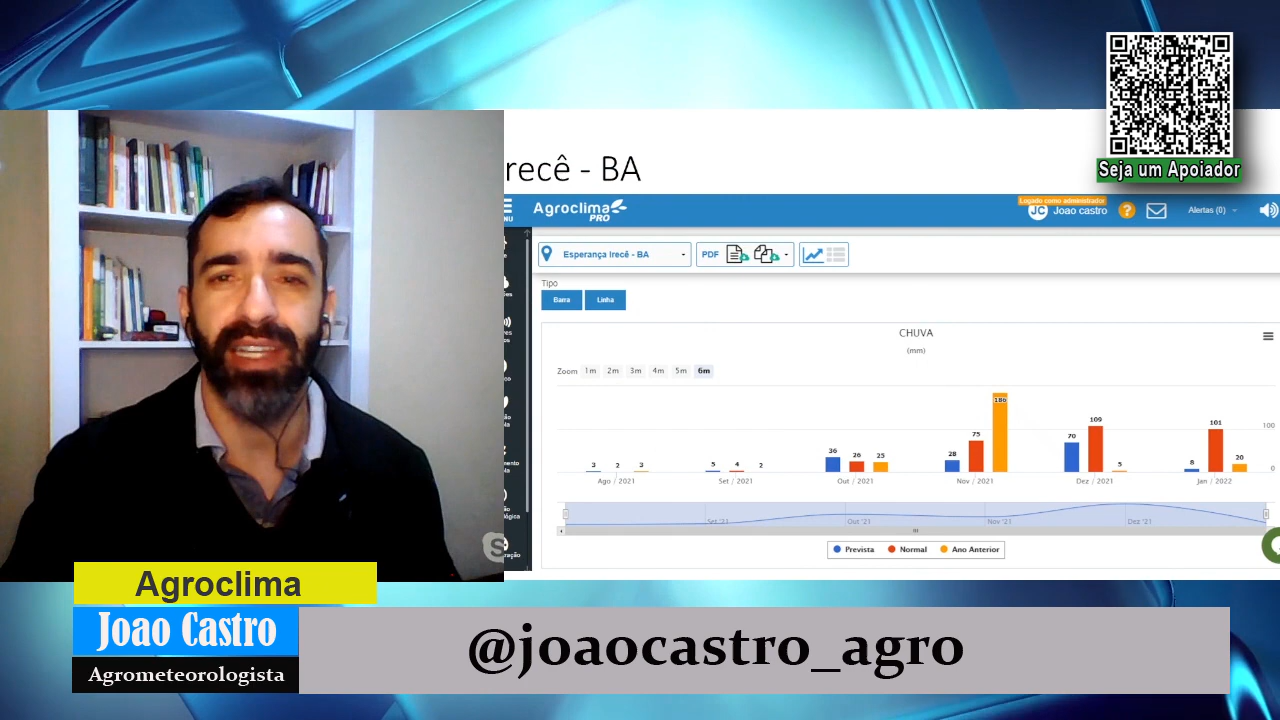 Seja um Apoiador
recê - BA
NU
Agroclima
PRO
Logado como administrador
JC
Joao castro
?
Alertas (0)
Esperança Irecê - BA
PDF
Tipo
Barra
Linha
CHUVA
(mm)
Zoom 1m 2m 3m 4m 5m 6m
3 2 3
5 4 2
36 26 25
28 75 186
70 109 5
8 101 20
100
0
Ago / 2021
Set / 2021
Out / 2021
Nov / 2021
Dez / 2021
Jan / 2022
Set '21
Out '21
Nov '21
Dez '21
Prevista
Normal
Ano Anterior
S
Agroclima
Joao Castro
Agrometeorologista
@joaocastro_agro